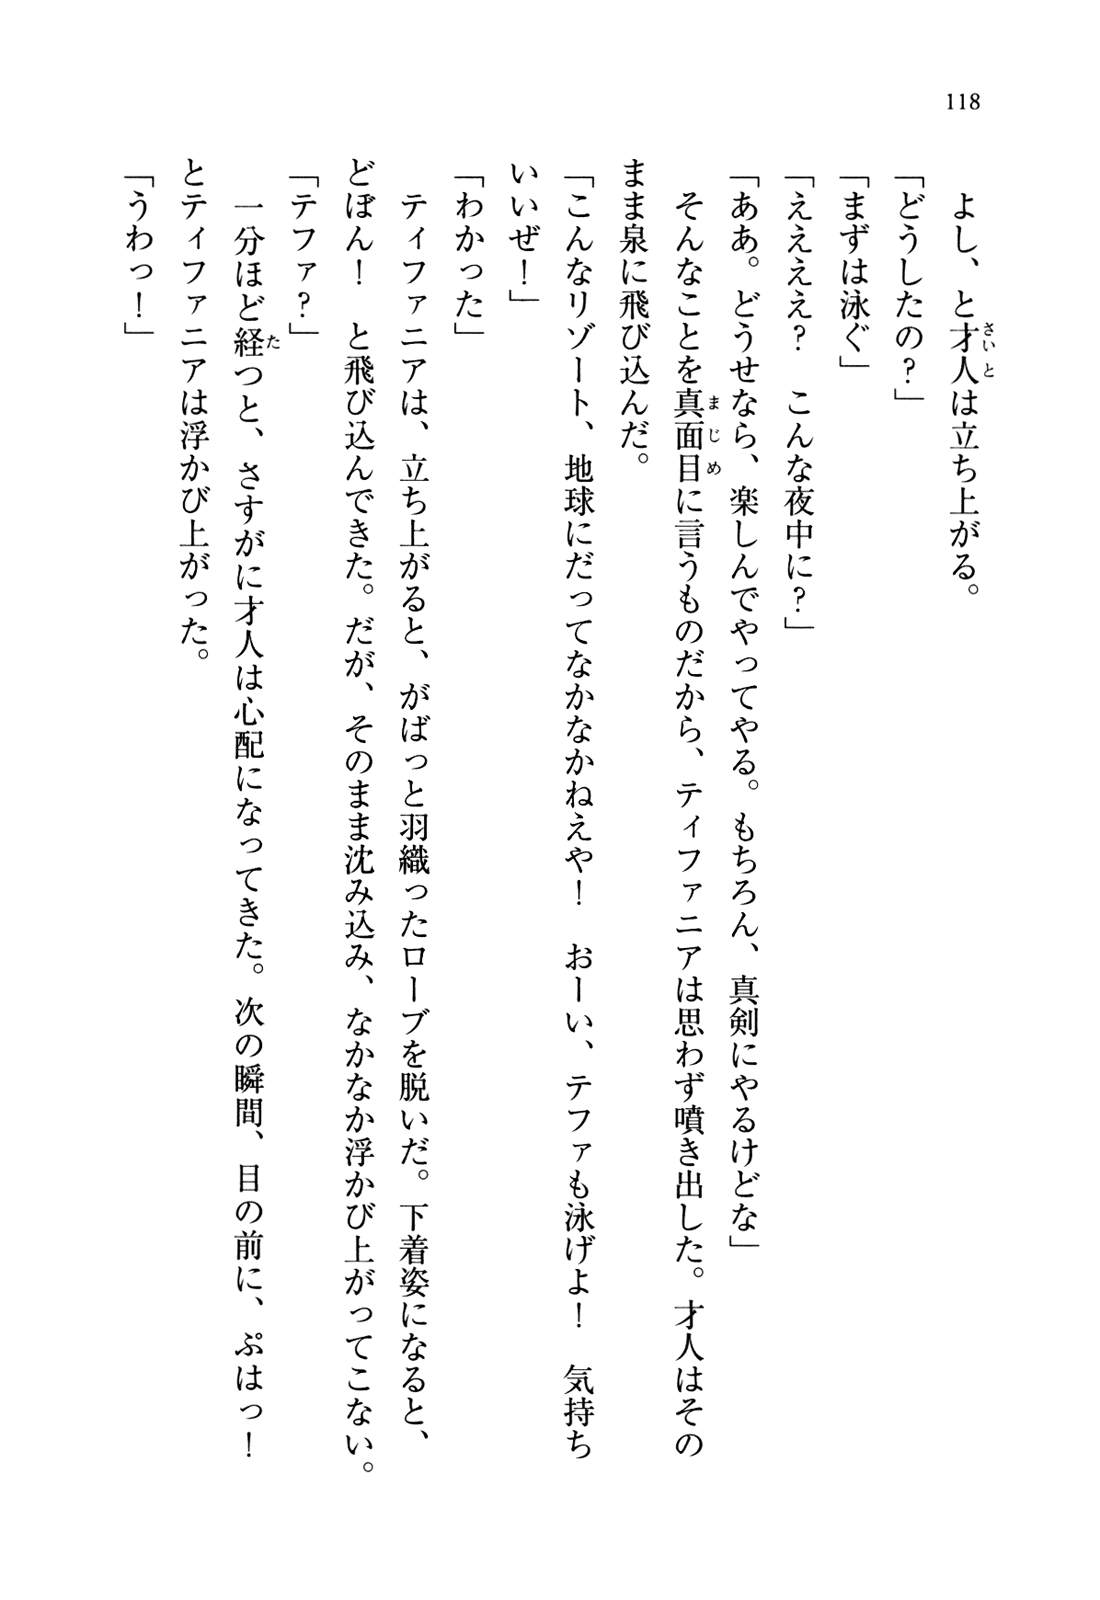 118
よし、と才人は立ち上がる。
「どうしたの？」
「まずは泳ぐ」
「ええええ？　こんな夜中に？」
「ああ。どうせなら、楽しんでやってやる。もちろん、真剣にやるけどな」
そんなことを真面目に言うものだから、ティファニアは思わず噴き出した。才人はその
まま泉に飛び込んだ。
「こんなリゾート、地球にだってなかなかねえや！　おーい、テファも泳げよ！　気持ち
いいぜ！」
「わかった」
ティファニアは、立ち上がると、がばっと羽織ったローブを脱いだ。下着姿になると、
どぼん！　と飛び込んできた。だが、そのまま沈み込み、なかなか浮かび上がってこない。
「テファ？」
一分ほど経つと、さすがに才人は心配になってきた。次の瞬間、目の前に、ぷはっ！
とティファニアは浮かび上がった。
「うわっ！」